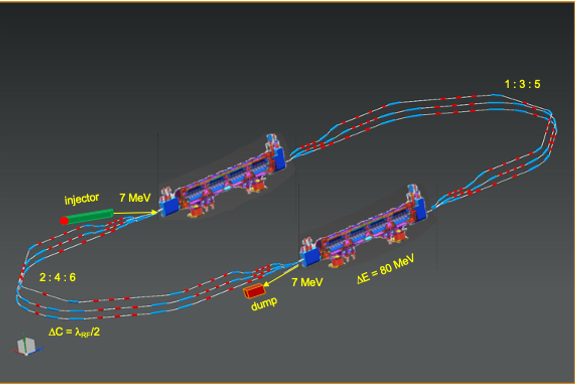 1 : 3 : 5
injector
7 MeV
2 : 4 : 6
ΔE = 80 MeV
7 MeV
dump
ΔC = λRF/2